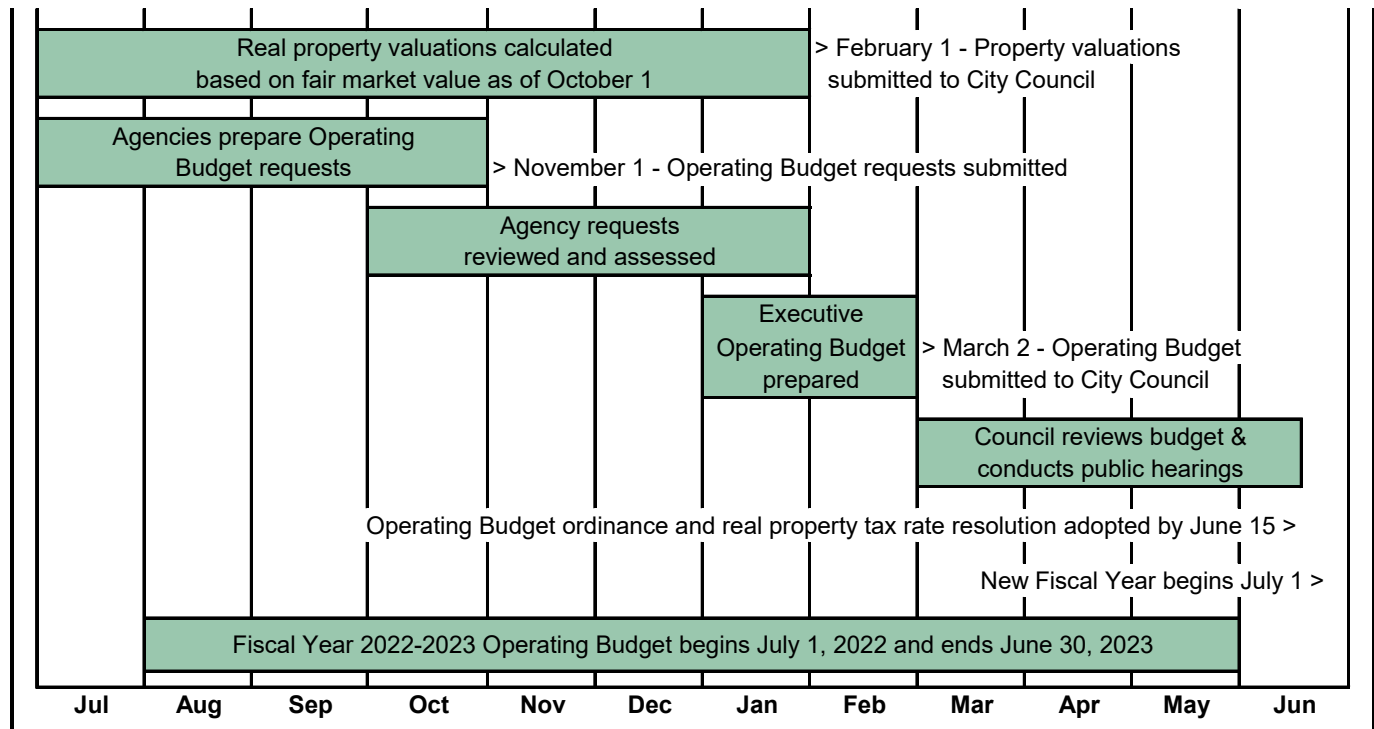 Real property valuations calculated
based on fair market value as of October 1
> February 1 - Property valuations
submitted to City Council
Agencies prepare Operating
Budget requests
> November 1 - Operating Budget requests submitted
Agency requests
reviewed and assessed
Executive
Operating Budget
prepared
> March 2 - Operating Budget
submitted to City Council
Council reviews budget &
conducts public hearings
Operating Budget ordinance and real property tax rate resolution adopted by June 15 >
New Fiscal Year begins July 1 >
Fiscal Year 2022-2023 Operating Budget begins July 1, 2022 and ends June 30, 2023
Jul Aug Sep Oct Nov Dec Jan Feb Mar Apr May Jun